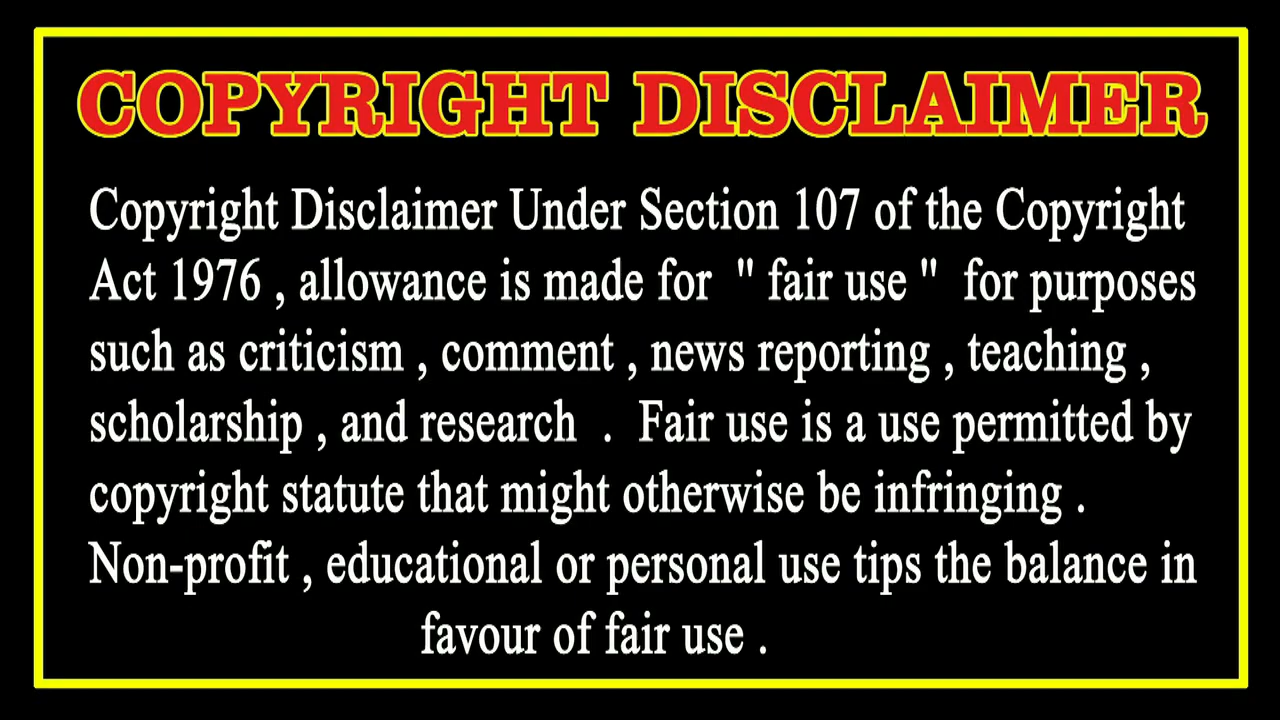 COPYRIGHT DISCLAIMER
Copyright Disclaimer Under Section 107 of the Copyright
Act 1976 , allowance is made for " fair use " for purposes
such as criticism , comment , news reporting , teaching ,
scholarship , and research . Fair use is a use permitted by
copyright statute that might otherwise be infringing .
Non-profit , educational or personal use tips the balance in
favour of fair use .